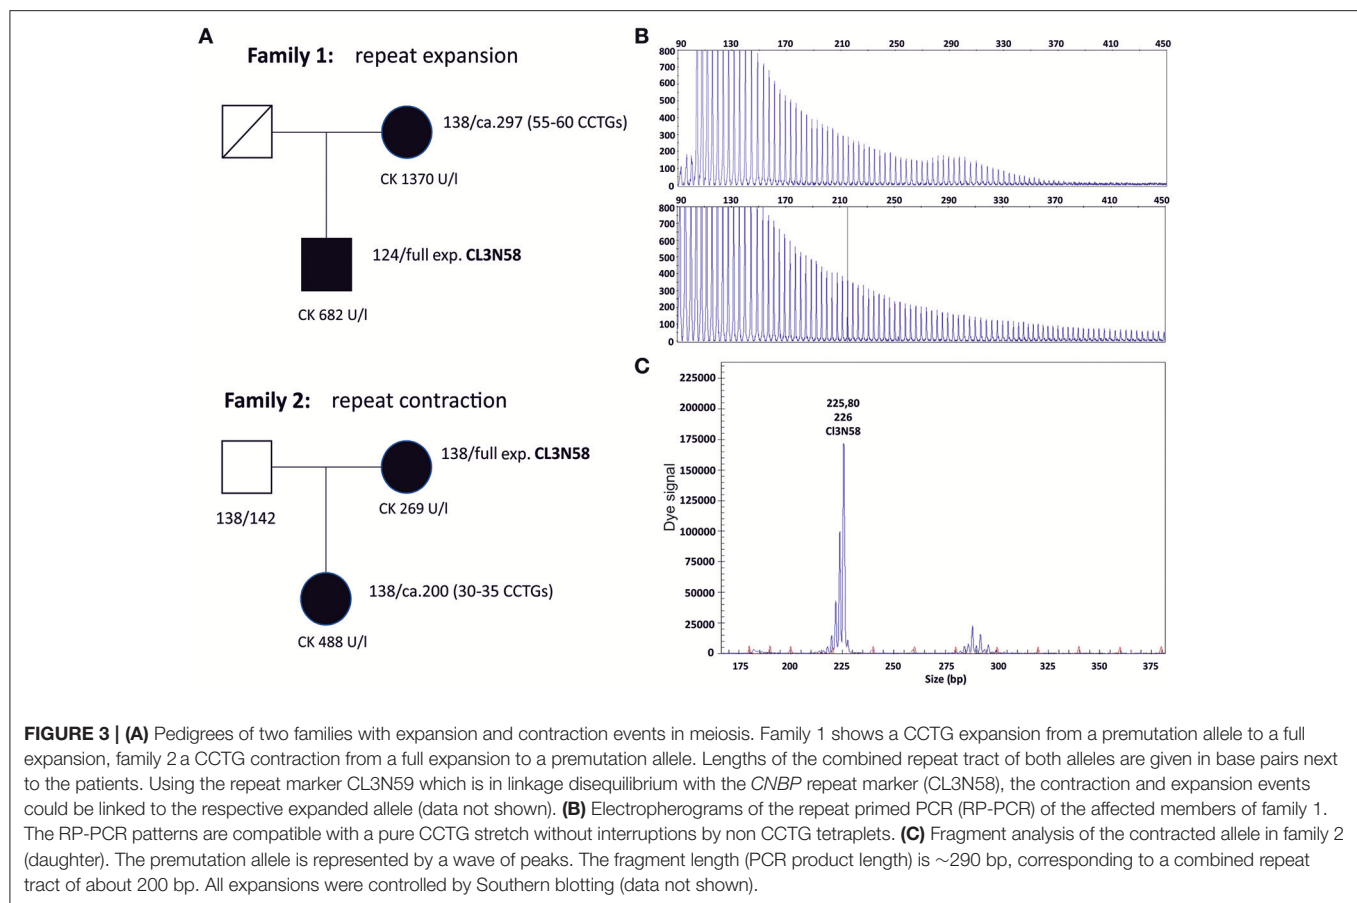 A
Family 1: repeat expansion
138/ca.297 (55-60 CCTGs)
CK 1370 U/l
124/full exp. CL3N58
CK 682 U/l
Family 2: repeat contraction
138/full exp. CL3N58
138/142
CK 269 U/l
138/ca.200 (30-35 CCTGs)
CK 488 U/l
B
90 130 170 210 250 290 330 370 410 450
800
700
600
500
400
300
200
100
0
90 130 170 210 250 290 330 370 410 450
800
700
600
500
400
300
200
100
0
C
225000
200000
175000
150000
125000
100000
75000
50000
25000
0
Dye signal
225,80
226
Cl3N58
175 200 225 250 275 300 325 350 375
Size (bp)
FIGURE 3 | (A) Pedigrees of two families with expansion and contraction events in meiosis. Family 1 shows a CCTG expansion from a premutation allele to a full
expansion, family 2 a CCTG contraction from a full expansion to a premutation allele. Lengths of the combined repeat tract of both alleles are given in base pairs next
to the patients. Using the repeat marker CL3N59 which is in linkage disequilibrium with the CNBP repeat marker (CL3N58), the contraction and expansion events
could be linked to the respective expanded allele (data not shown). (B) Electropherograms of the repeat primed PCR (RP-PCR) of the affected members of family 1.
The RP-PCR patterns are compatible with a pure CCTG stretch without interruptions by non CCTG tetraplets. (C) Fragment analysis of the contracted allele in family 2
(daughter). The premutation allele is represented by a wave of peaks. The fragment length (PCR product length) is ∼290 bp, corresponding to a combined repeat
tract of about 200 bp. All expansions were controlled by Southern blotting (data not shown).